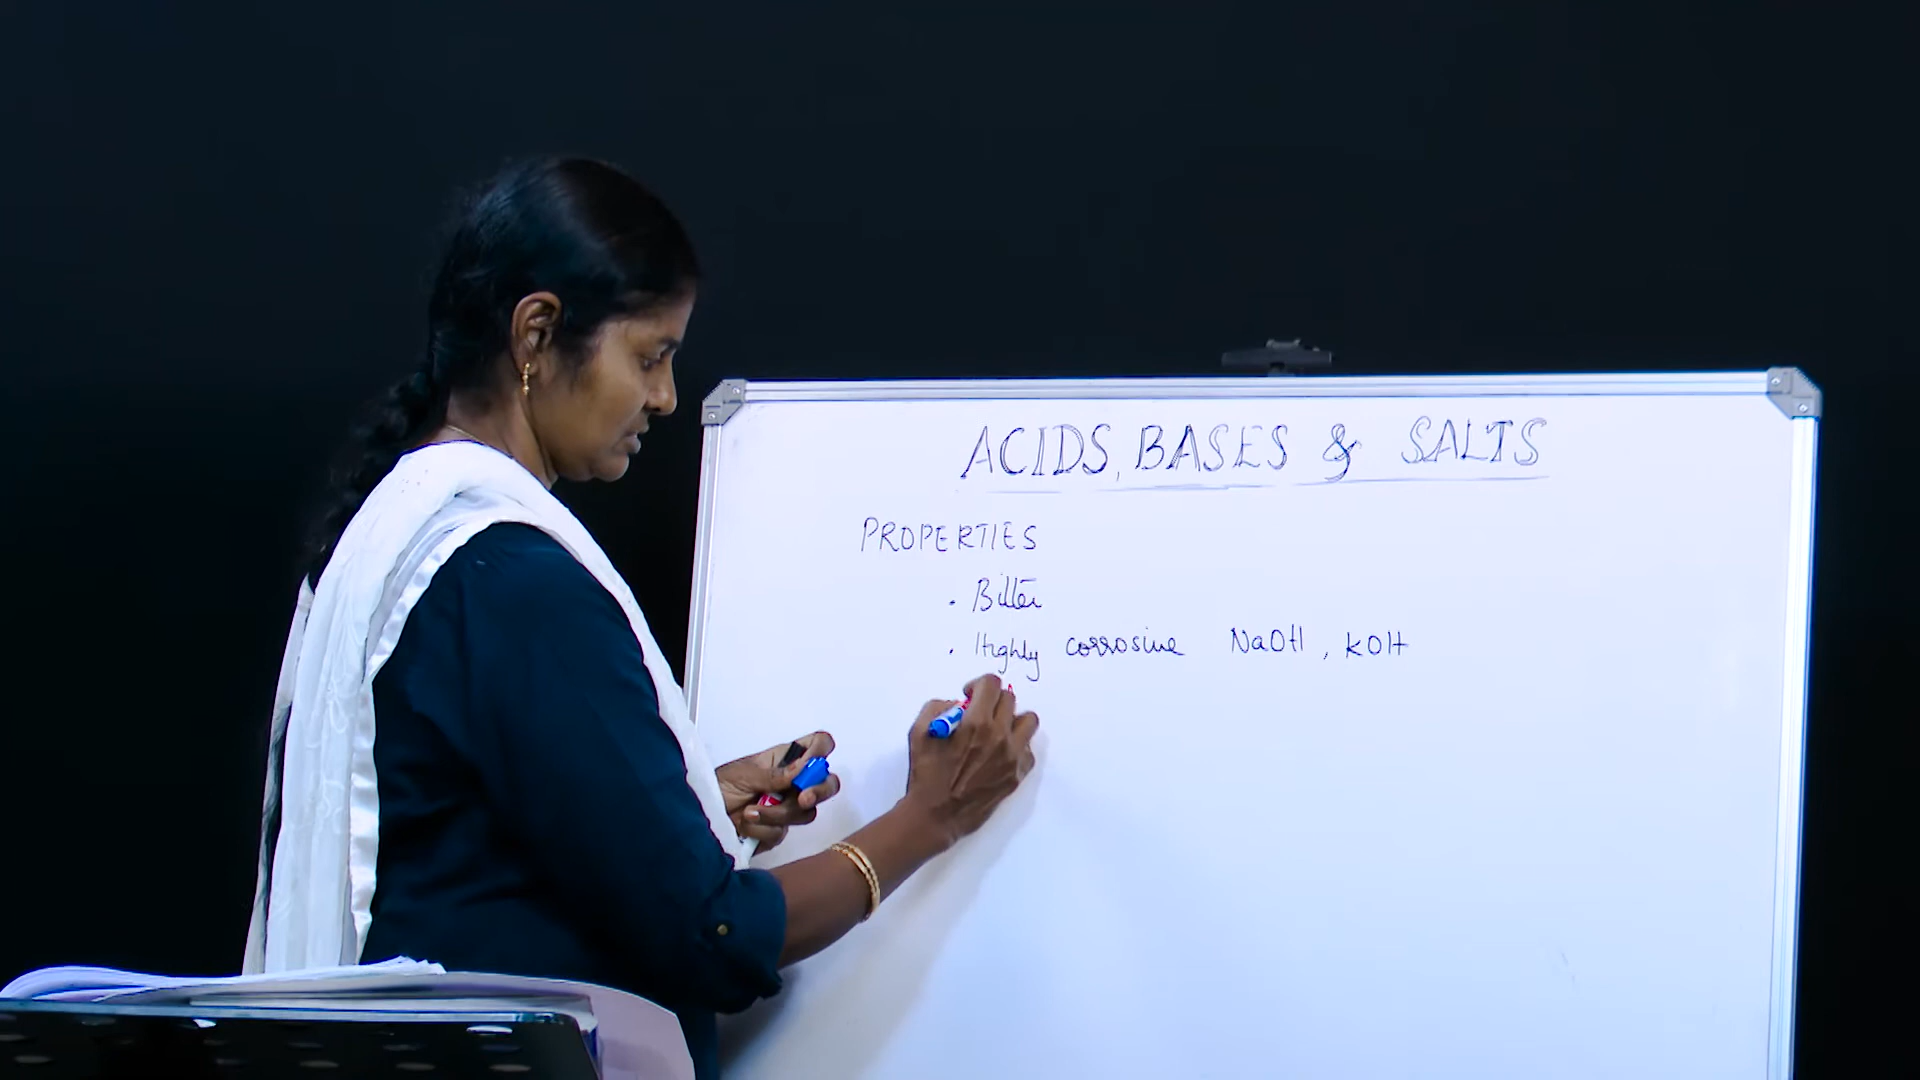 ACIDS, BASES & SALTS
PROPERTIES
• Bitter
• Highly corrosive NaOH, KOH